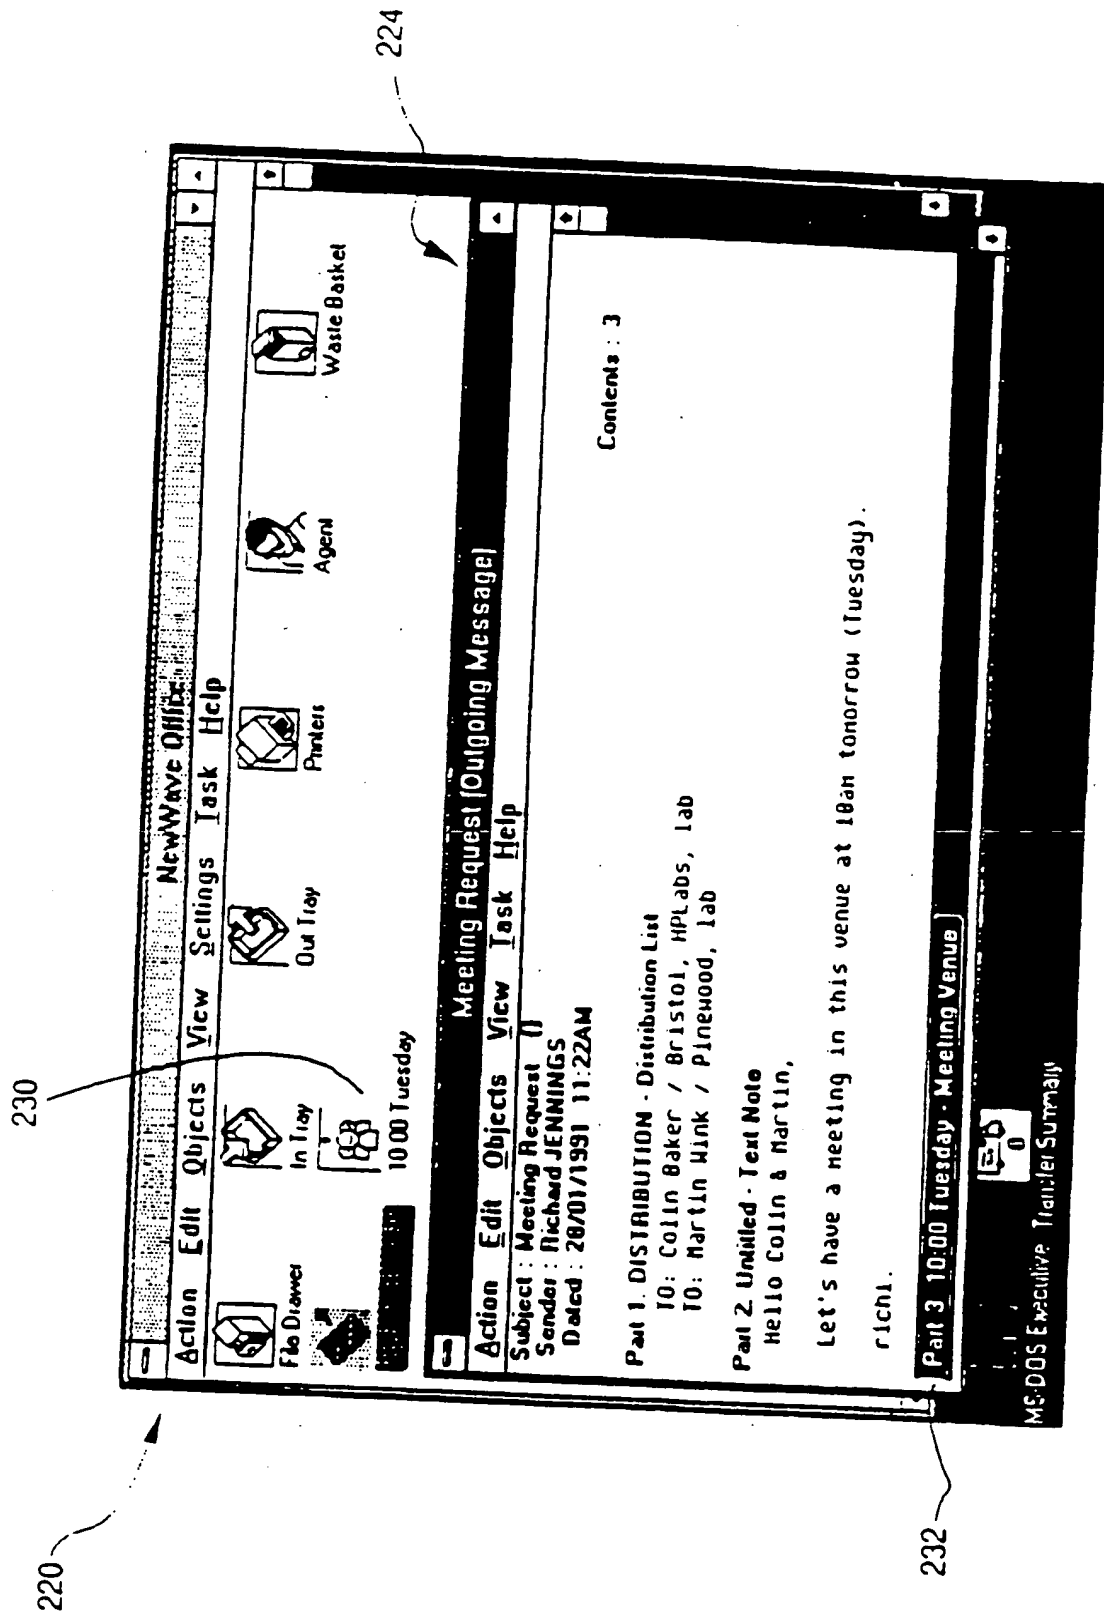 220
230
224
232
NewWave Office
Action Edit Objects View Settings Task Help
File Drawer
In Tray
Out Tray
Printers
Agent
Waste Basket
10:00 Tuesday
Meeting Request (Outgoing Message)
Action Edit Objects View Task Help
Subject : Meeting Request ()
Sender : Richard JENNINGS
Dated : 28/01/1991 11:22AM
Contents : 3
Part 1. DISTRIBUTION - Distribution List
TO: Colin Baker / Bristol, HPLabs, lab
TO: Martin Wink / Pinewood, lab
Part 2. Untitled - Text Note
Hello Colin & Martin,
Let's have a meeting in this venue at 10am tomorrow (Tuesday).
richi.
Part 3 10:00 Tuesday - Meeting Venue
MS-DOS Executive Transfer Summary